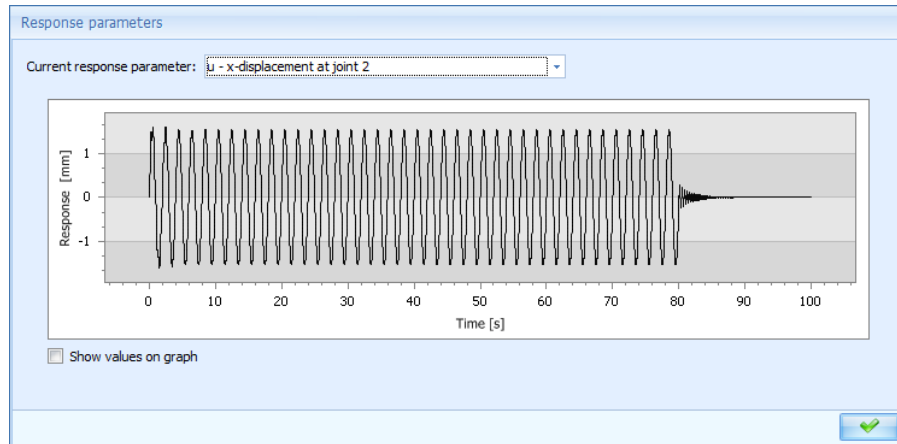 Response parameters
Current response parameter: u - x-displacement at joint 2
Response [mm]
1
0
-1
0 10 20 30 40 50 60 70 80 90 100
Time [s]
Show values on graph